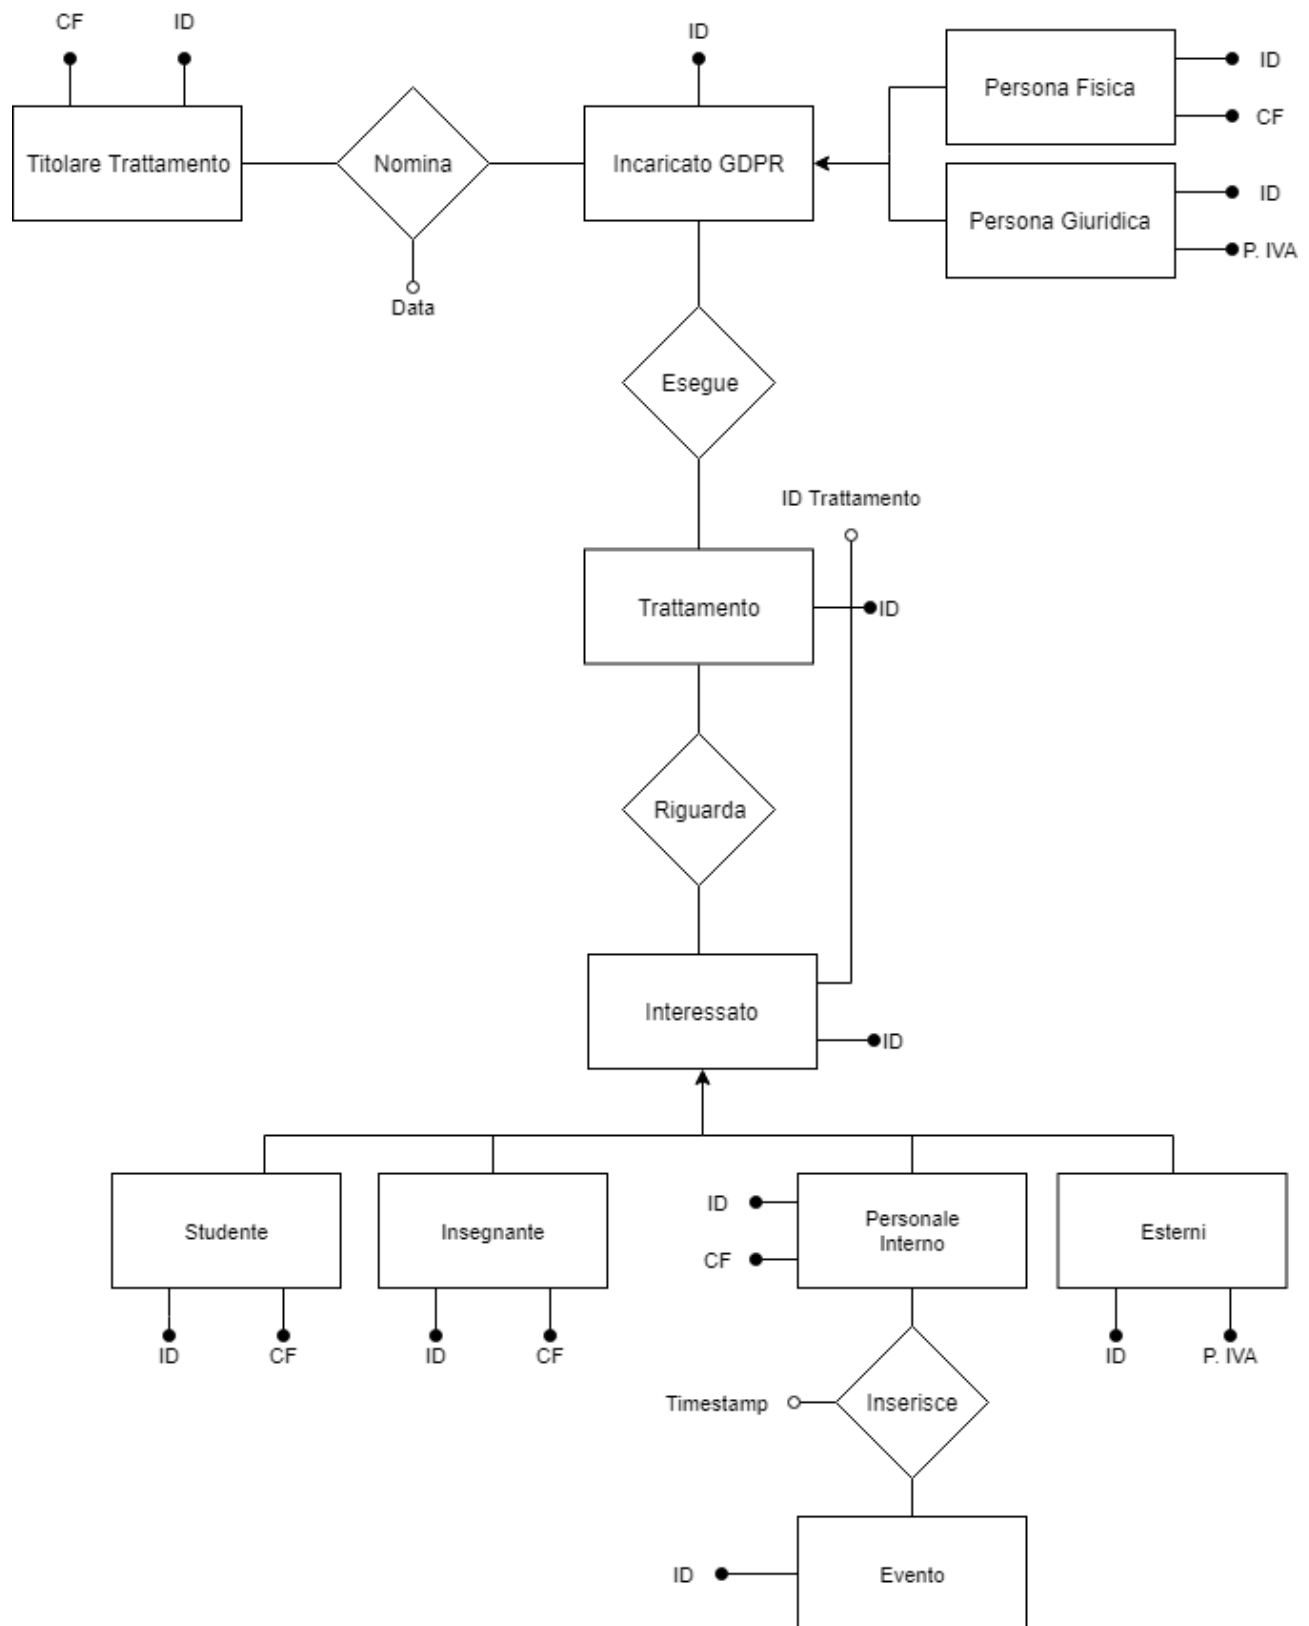 CF
ID
ID
Persona Fisica
ID
CF
Titolare Trattamento
Nomina
Incaricato GDPR
Persona Giuridica
ID
P. IVA
Data
Esegue
ID Trattamento
Trattamento
ID
Riguarda
Interessato
ID
Studente
Insegnante
ID
CF
Personale
Interno
Esterni
ID
CF
ID
CF
ID
P. IVA
Timestamp
Inserisce
ID
Evento